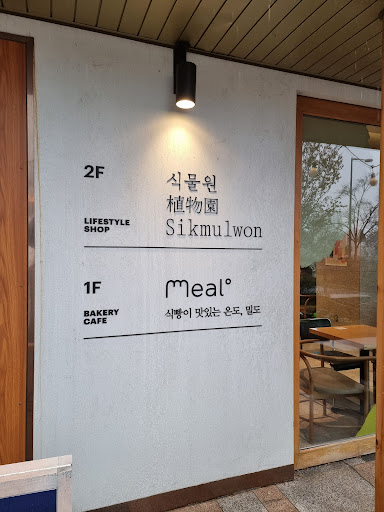 2F
LIFESTYLE
SHOP
식물원
植物園
Sikmulwon
1F
BAKERY
CAFE
meal°
식빵이 맛있는 온도, 밀도